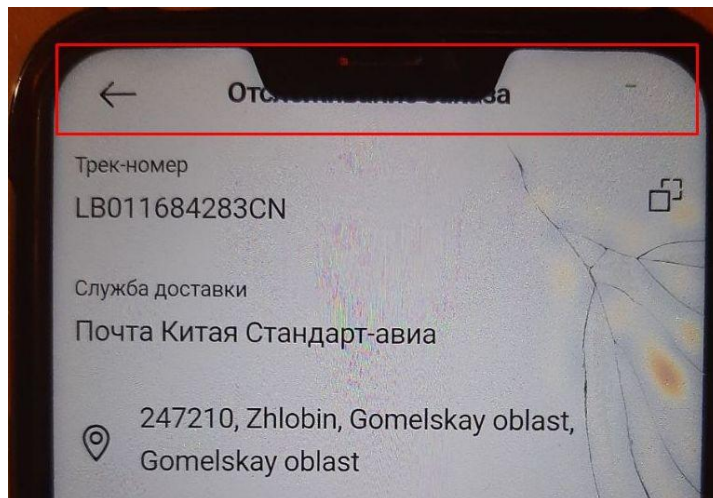 Трек-номер
LB011684283CN
Служба доставки
Почта Китая Стандарт-авиа
247210, Zhlobin, Gomelskay oblast,
Gomelskay oblast